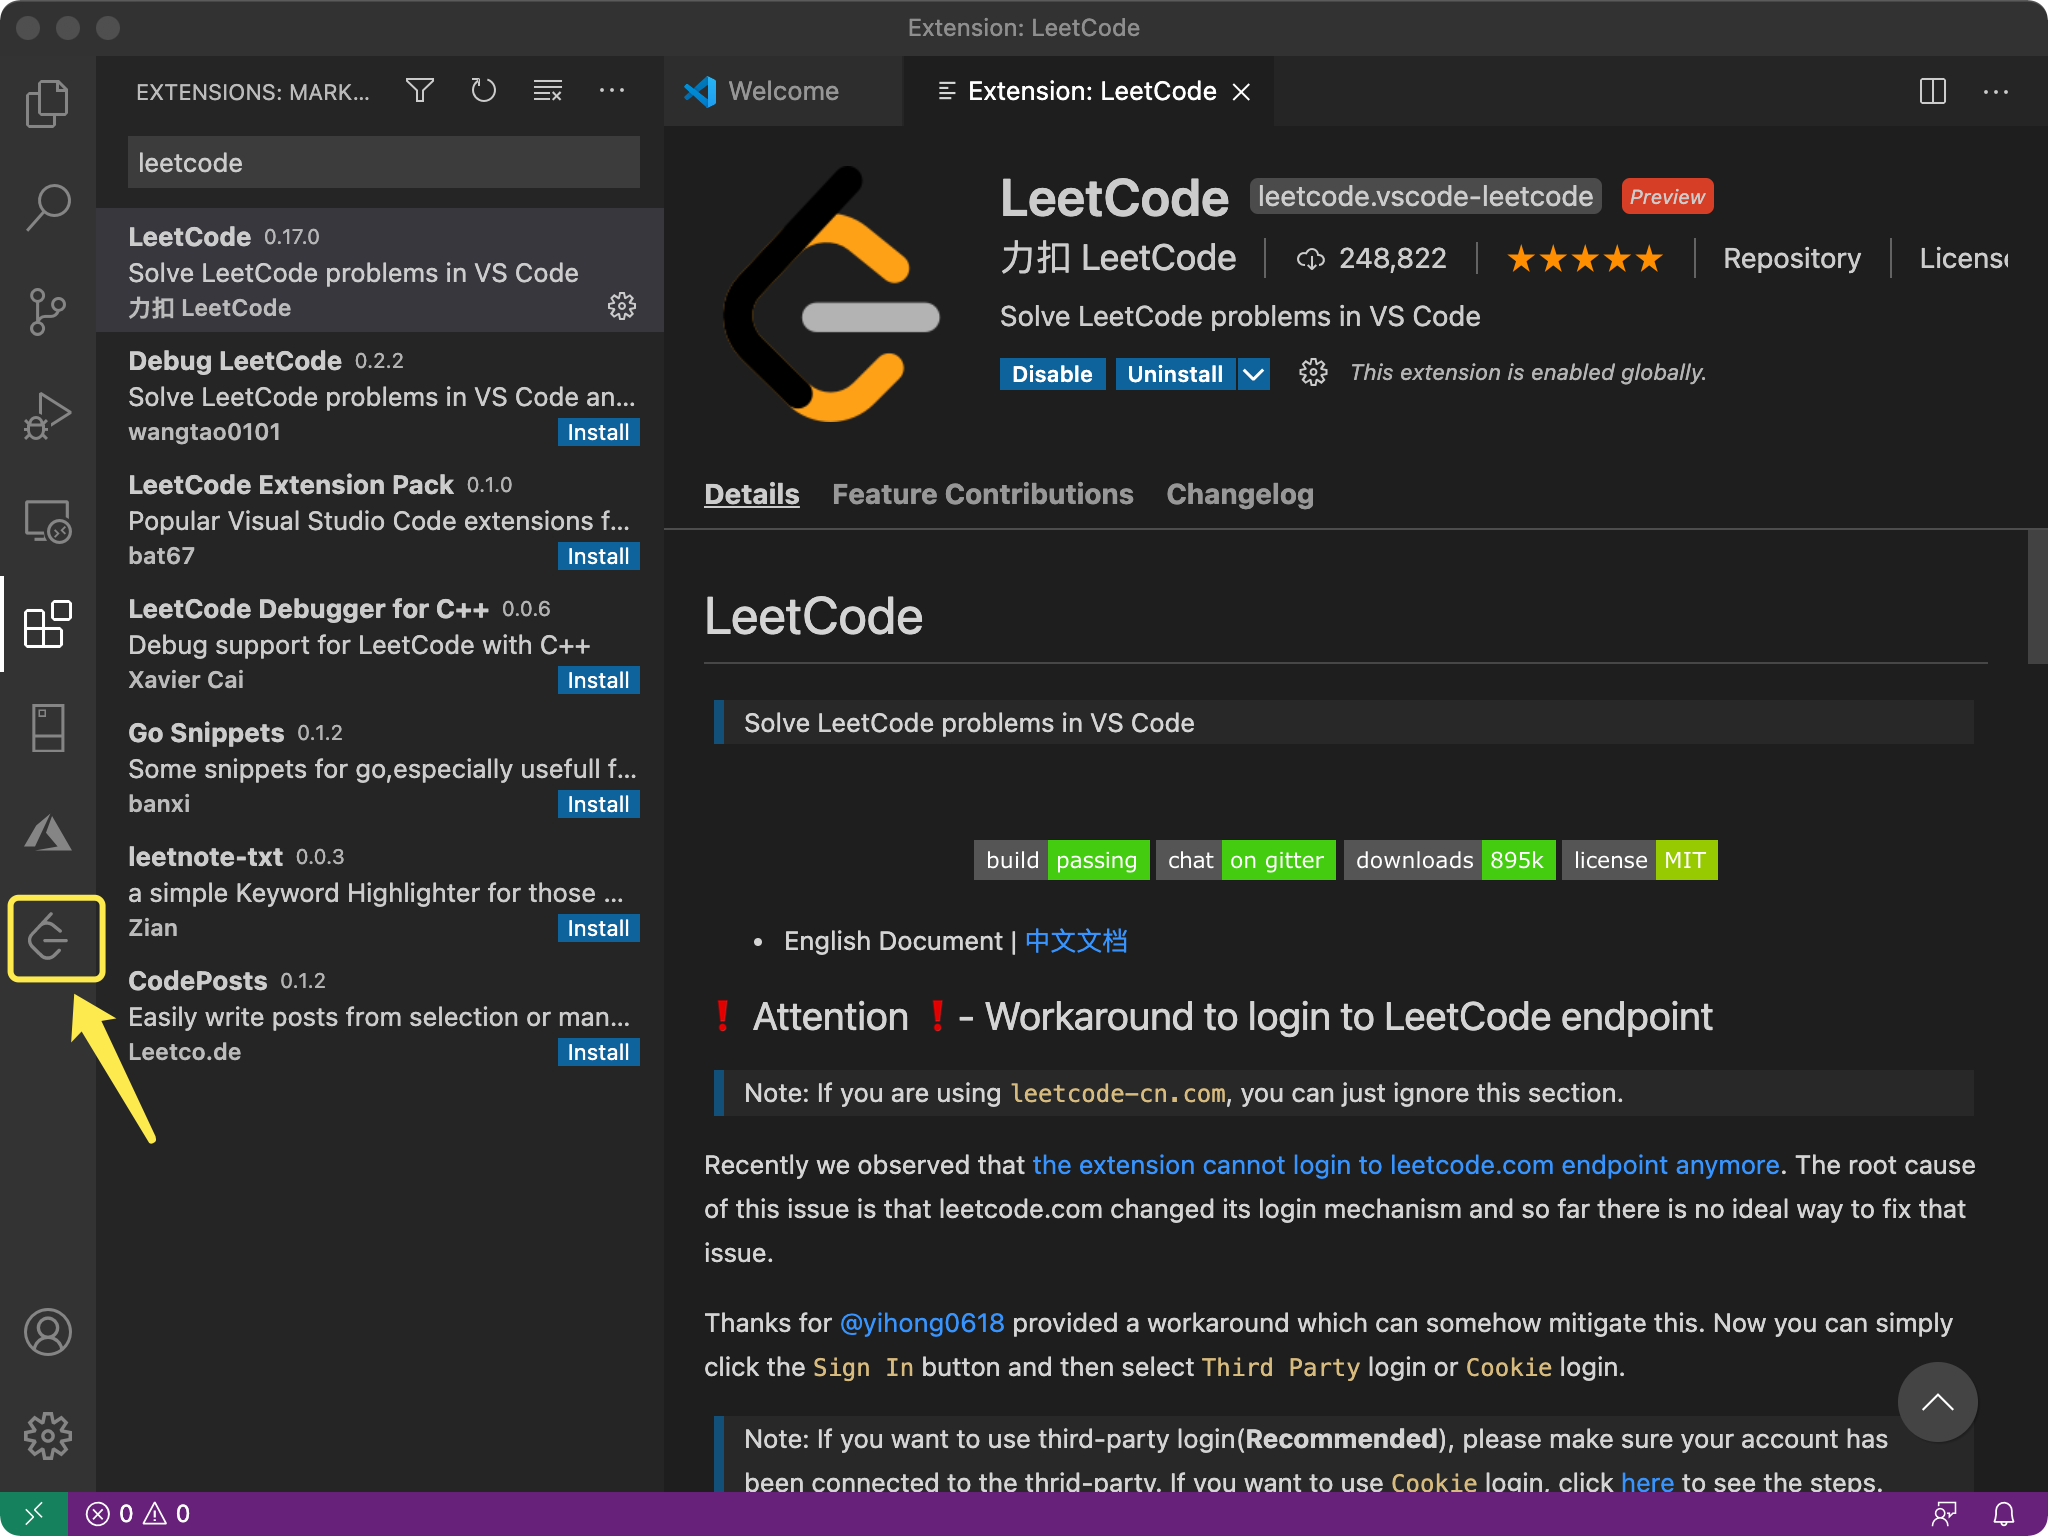 Extension: LeetCode
EXTENSIONS: MARK...
leetcode
LeetCode 0.17.0
Solve LeetCode problems in VS Code
力扣 LeetCode
Debug LeetCode 0.2.2
Solve LeetCode problems in VS Code an...
wangtao0101 Install
LeetCode Extension Pack 0.1.0
Popular Visual Studio Code extensions f...
bat67 Install
LeetCode Debugger for C++ 0.0.6
Debug support for LeetCode with C++
Xavier Cai Install
Go Snippets 0.1.2
Some snippets for go,especially usefull f...
banxi Install
leetnote-txt 0.0.3
a simple Keyword Highlighter for those ...
Zian Install
CodePosts 0.1.2
Easily write posts from selection or man...
Leetco.de Install
Welcome Extension: LeetCode
LeetCode leetcode.vscode-leetcode Preview
力扣 LeetCode 248,822 Repository License
Solve LeetCode problems in VS Code
Disable Uninstall This extension is enabled globally.
Details Feature Contributions Changelog
LeetCode
Solve LeetCode problems in VS Code
build passing chat on gitter downloads 895k license MIT
• English Document | 中文文档
❗ Attention ❗ - Workaround to login to LeetCode endpoint
Note: If you are using leetcode-cn.com, you can just ignore this section.
Recently we observed that the extension cannot login to leetcode.com endpoint anymore. The root cause
of this issue is that leetcode.com changed its login mechanism and so far there is no ideal way to fix that
issue.
Thanks for @yihong0618 provided a workaround which can somehow mitigate this. Now you can simply
click the Sign In button and then select Third Party login or Cookie login.
Note: If you want to use third-party login(Recommended), please make sure your account has
been connected to the thrid-party. If you want to use Cookie login, click here to see the steps.
0 0